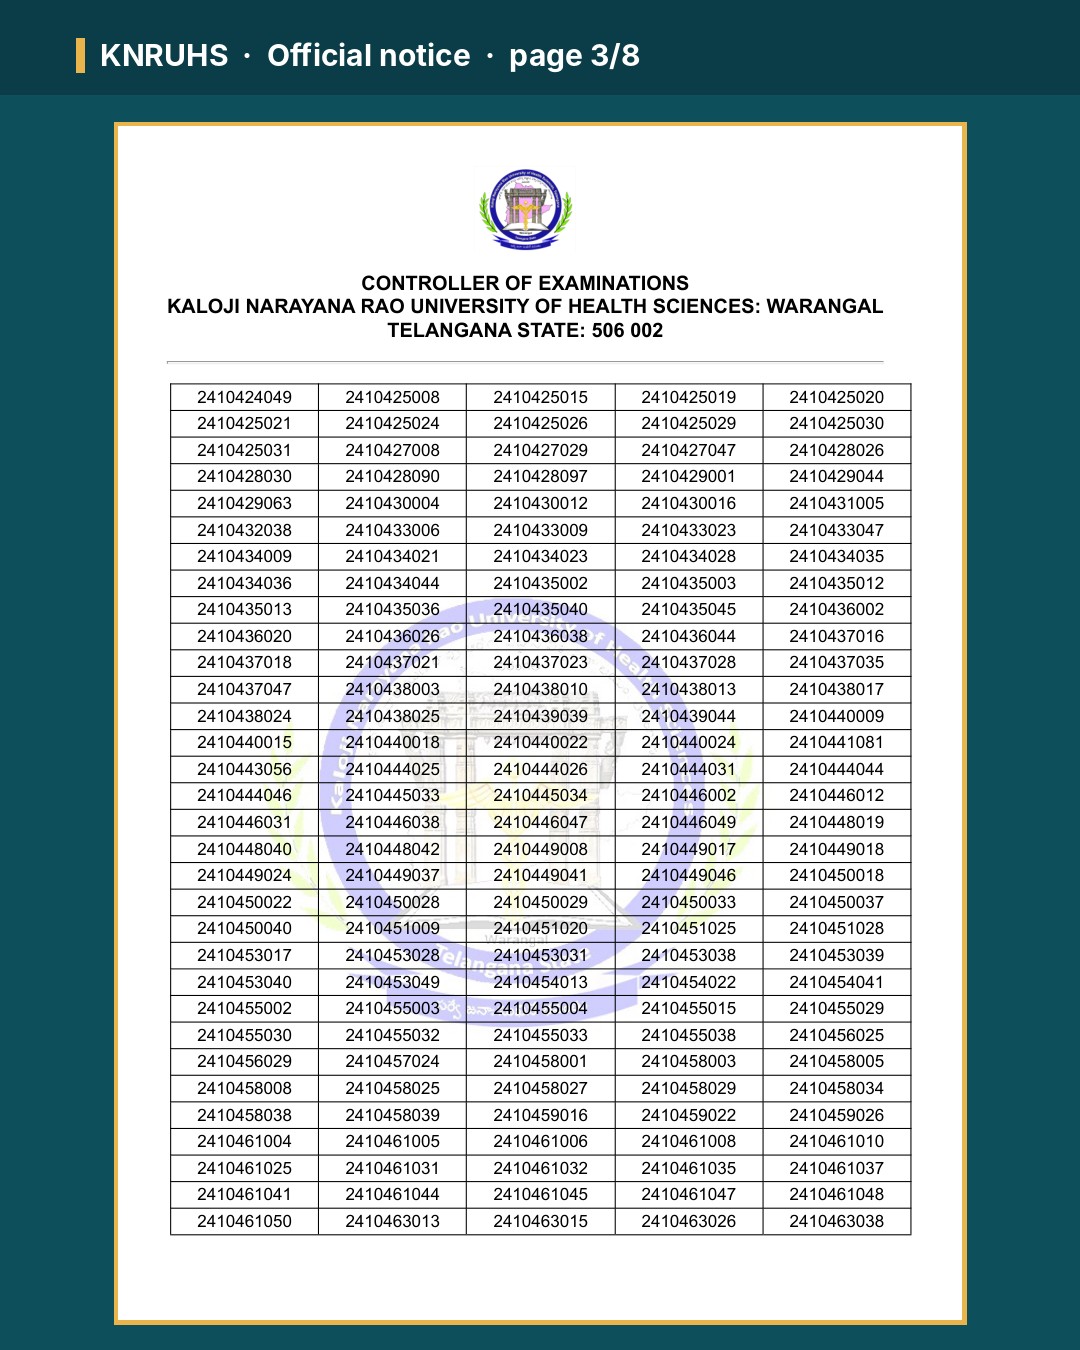 KNRUHS · Official notice · page 3/8
CONTROLLER OF EXAMINATIONS
KALOJI NARAYANA RAO UNIVERSITY OF HEALTH SCIENCES: WARANGAL
TELANGANA STATE: 506 002
2410424049 2410425008 2410425015 2410425019 2410425020
2410425021 2410425024 2410425026 2410425029 2410425030
2410425031 2410427008 2410427029 2410427047 2410428026
2410428030 2410428090 2410428097 2410429001 2410429044
2410429063 2410430004 2410430012 2410430016 2410431005
2410432038 2410433006 2410433009 2410433023 2410433047
2410434009 2410434021 2410434023 2410434028 2410434035
2410434036 2410434044 2410435002 2410435003 2410435012
2410435013 2410435036 2410435040 2410435045 2410436002
2410436020 2410436026 2410436038 2410436044 2410437016
2410437018 2410437021 2410437023 2410437028 2410437035
2410437047 2410438003 2410438010 2410438013 2410438017
2410438024 2410438025 2410439039 2410439044 2410440009
2410440015 2410440018 2410440022 2410440024 2410441081
2410443056 2410444025 2410444026 2410444031 2410444044
2410444046 2410445033 2410445034 2410446002 2410446012
2410446031 2410446038 2410446047 2410446049 2410448019
2410448040 2410448042 2410449008 2410449017 2410449018
2410449024 2410449037 2410449041 2410449046 2410450018
2410450022 2410450028 2410450029 2410450033 2410450037
2410450040 2410451009 2410451020 2410451025 2410451028
2410453017 2410453028 2410453031 2410453038 2410453039
2410453040 2410453049 2410454013 2410454022 2410454041
2410455002 2410455003 2410455004 2410455015 2410455029
2410455030 2410455032 2410455033 2410455038 2410456025
2410456029 2410457024 2410458001 2410458003 2410458005
2410458008 2410458025 2410458027 2410458029 2410458034
2410458038 2410458039 2410459016 2410459022 2410459026
2410461004 2410461005 2410461006 2410461008 2410461010
2410461025 2410461031 2410461032 2410461035 2410461037
2410461041 2410461044 2410461045 2410461047 2410461048
2410461050 2410463013 2410463015 2410463026 2410463038
Warangal
Telangana State